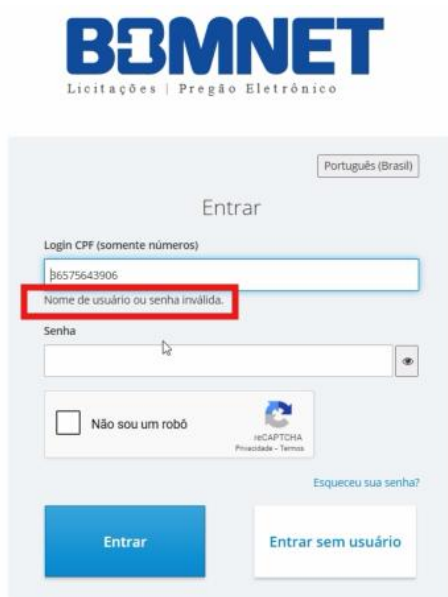 BBMNET
Licitações | Pregão Eletrônico
Português (Brasil)
Entrar
Login CPF (somente números)
36575643906
Nome de usuário ou senha inválida.
Senha
Não sou um robô
reCAPTCHA
Privacidade - Termos
Esqueceu sua senha?
Entrar
Entrar sem usuário